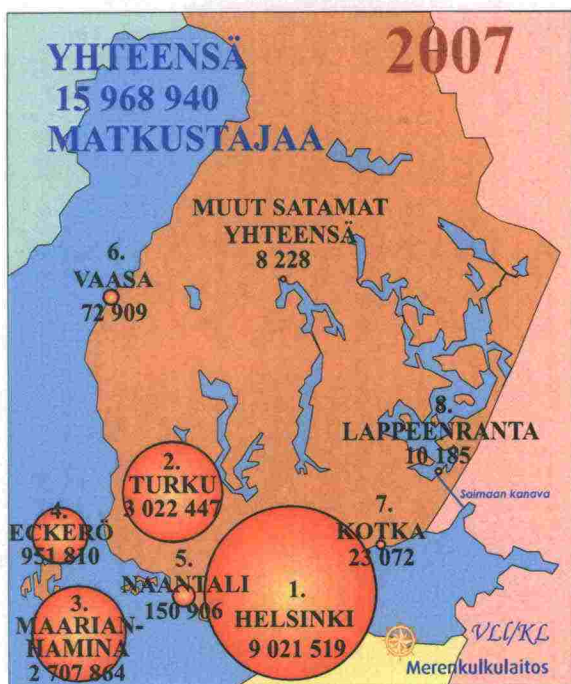 YHTEENSÄ
15 968 940
MATKUSTAJAA
2007
MUUT SATAMAT
YHTEENSÄ
8 228
6.
VAASA
72 909
8.
LAPPEENRANTA
10 185
Saimaan kanava
2.
TURKU
3 022 447
7.
KOTKA
23 072
4.
ECKERÖ
951 810
5.
NAANTALI
150 906
1.
HELSINKI
9 021 519
3.
MAARIAN-
HAMINA
2 707 864
VLI/KL
Merenkulkulaitos